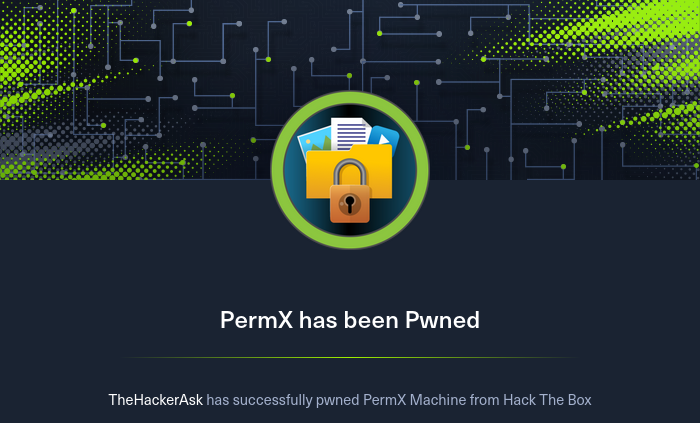 PermX has been Pwned
TheHackerAsk has successfully pwned PermX Machine from Hack The Box